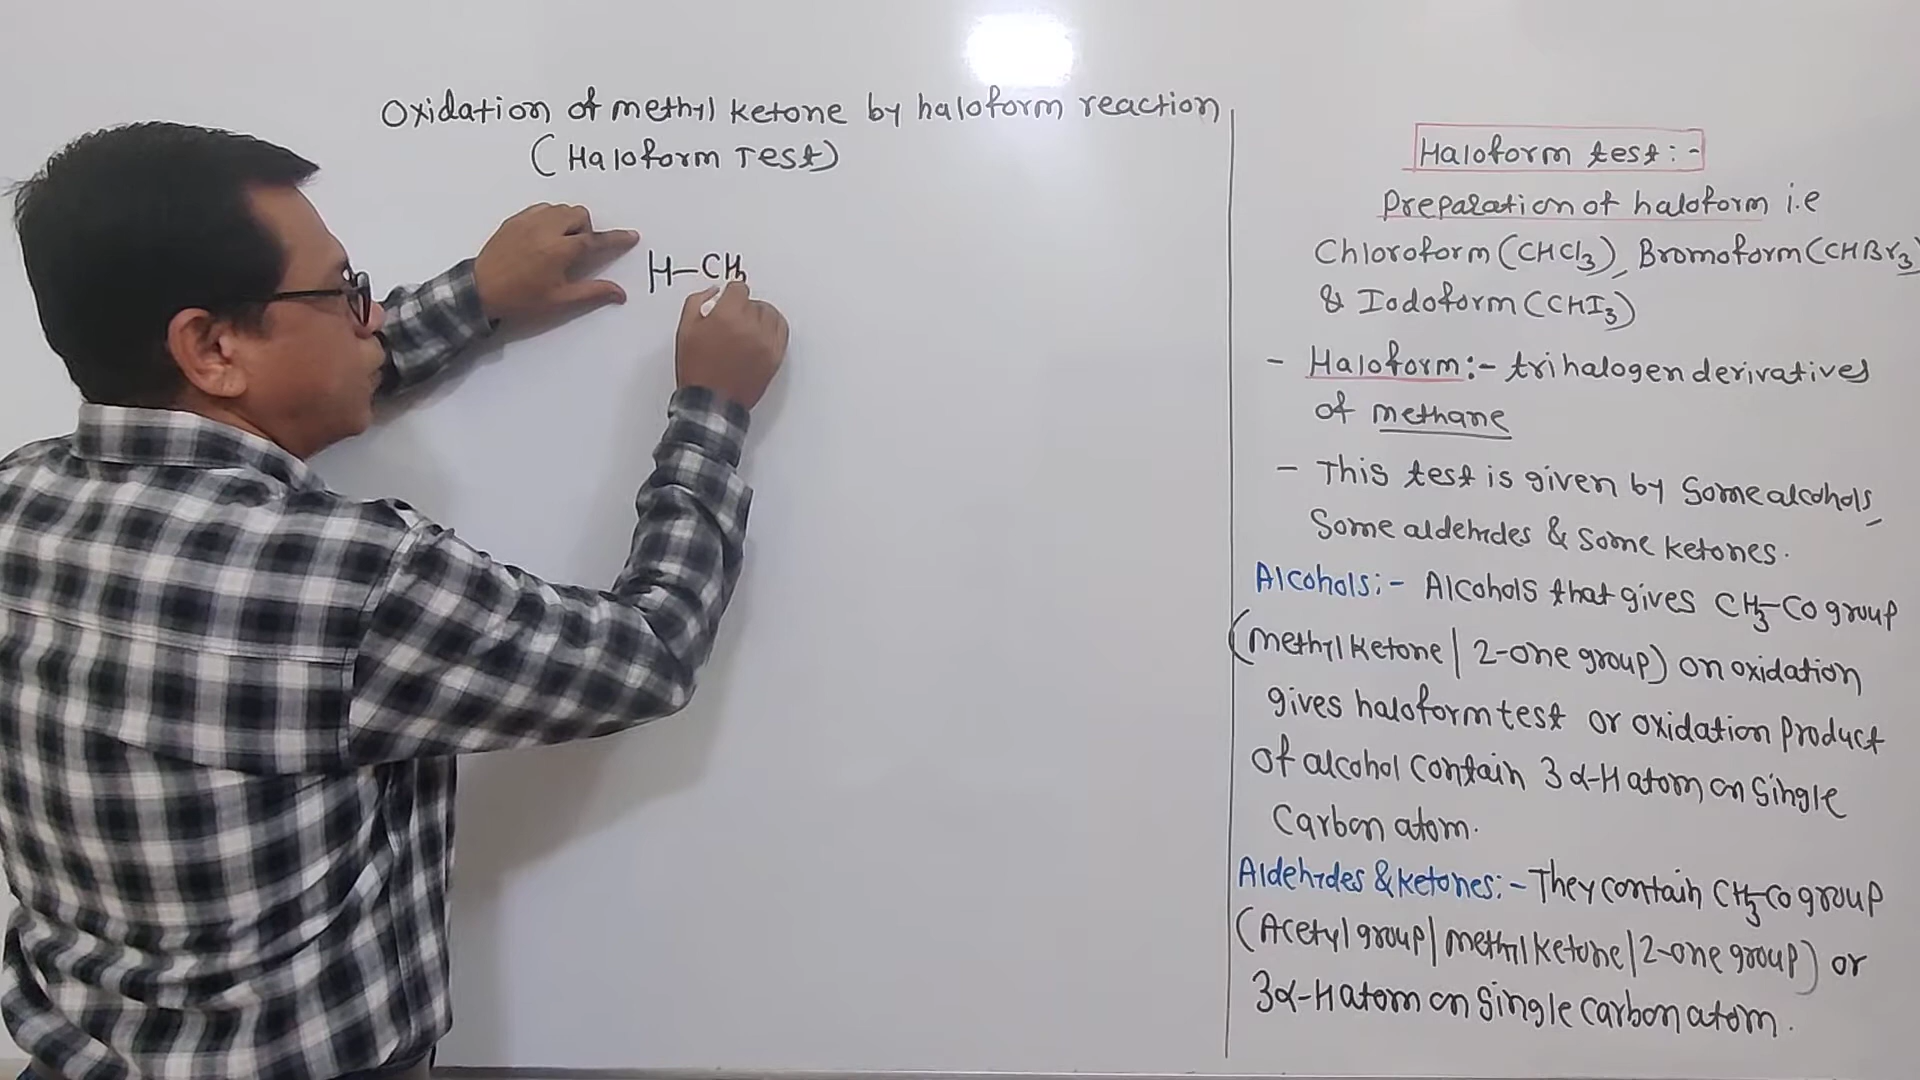 Oxidation of methyl ketone by haloform reaction
(Haloform Test)
H-CH
Haloform test:-
Preparation of haloform i.e
Chloroform (CHCl3), Bromoform (CHBr3)
& Iodoform (CHI3)
- Haloform:- trihalogen derivatives
of methane
- This test is given by some alcohols,
Some aldehydes & some ketones.
Alcohols:- Alcohols that gives CH3-CO group
(methyl ketone | 2-one group) on oxidation
gives haloform test or oxidation product
of alcohol contain 3 α-H atom on single
carbon atom.
Aldehydes & ketones:- They contain CH3-CO group
(Acetyl group | methyl ketone | 2-one group) or
3α-H atom on single carbon atom.